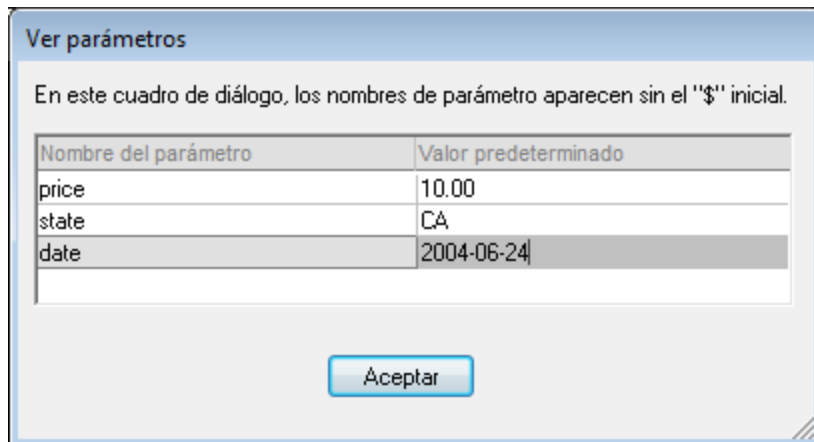 Ver parámetros
En este cuadro de diálogo, los nombres de parámetro aparecen sin el "$" inicial.
Nombre del parámetro Valor predeterminado
price 10.00
state CA
date 2004-06-24
Aceptar